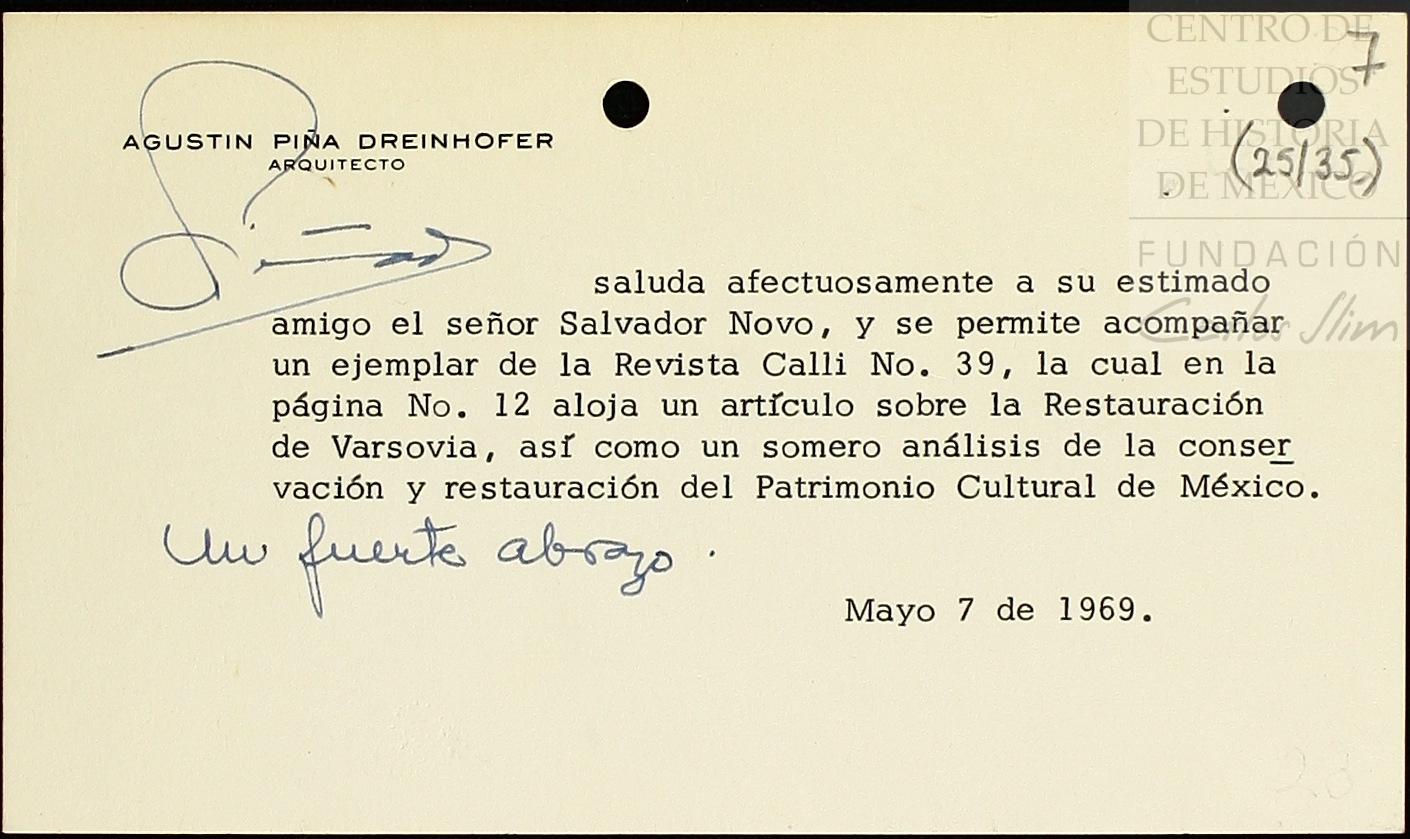 CENTRO DE
ESTUDIOS
DE HISTORIA
DE MÉXICO
FUNDACIÓN
Carlos Slim
7
(25/35)
AGUSTIN PIÑA DREINHOFER
ARQUITECTO
saluda afectuosamente a su estimado
amigo el señor Salvador Novo, y se permite acompañar
un ejemplar de la Revista Calli No. 39, la cual en la
página No. 12 aloja un artículo sobre la Restauración
de Varsovia, así como un somero análisis de la conser
vación y restauración del Patrimonio Cultural de México.
Un fuerte abrazo.
Mayo 7 de 1969.